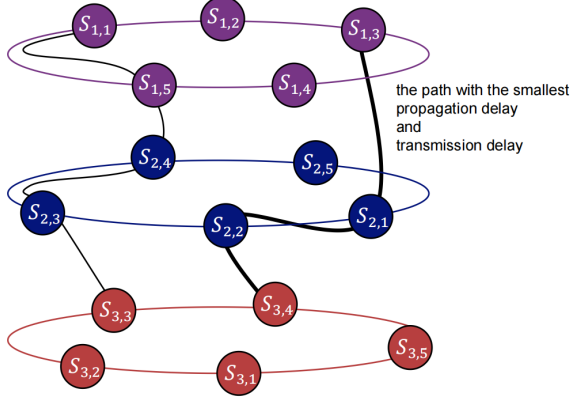 S1,1
S1,2
S1,3
S1,5
S1,4
the path with the smallest
propagation delay
and
transmission delay
S2,4
S2,5
S2,3
S2,2
S2,1
S3,3
S3,4
S3,5
S3,2
S3,1